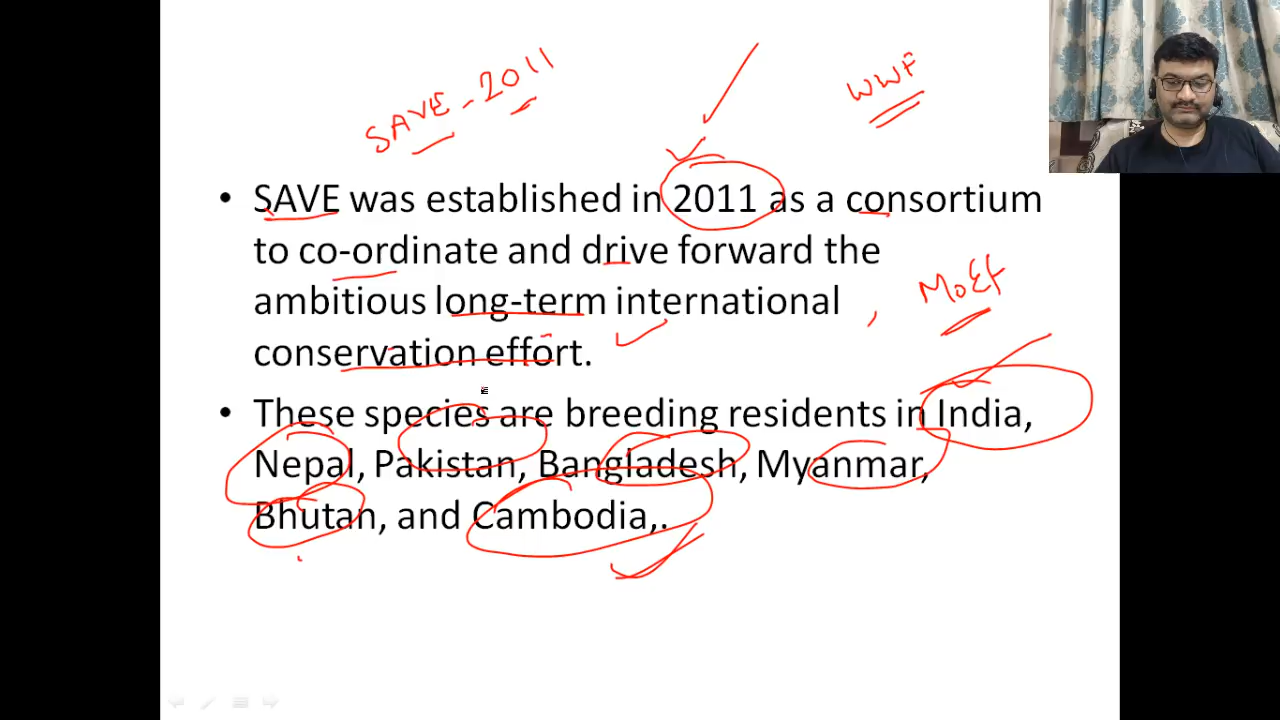 SAVE - 2011
WWF
• SAVE was established in 2011 as a consortium
to co-ordinate and drive forward the
ambitious long-term international
conservation effort.
, MoEf
• These species are breeding residents in India,
Nepal, Pakistan, Bangladesh, Myanmar,
Bhutan, and Cambodia,.